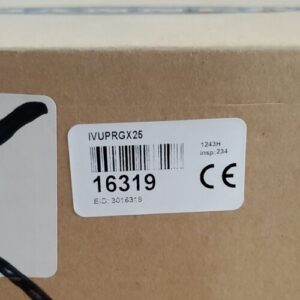 IVUPRGX25
1243H
insp: 234
16319
CE
EID: 3016319